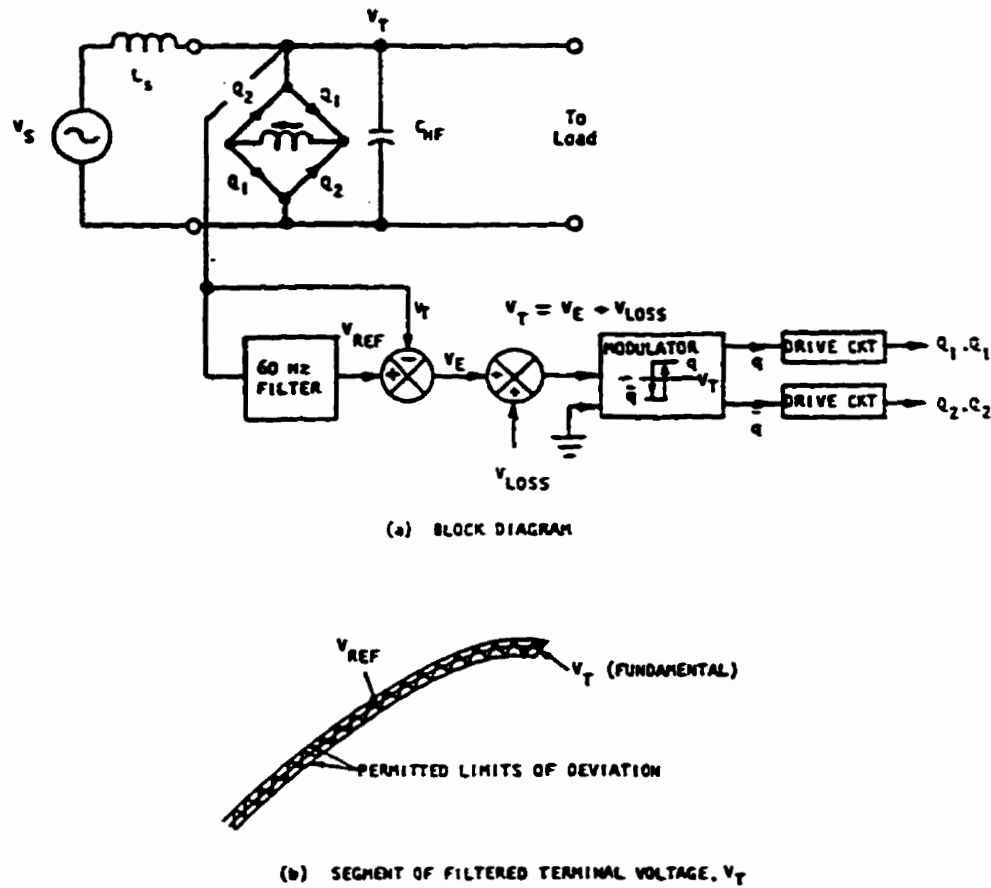 V_T
L_s
Q_2
Q_1
V_S
C_HF
To
Load
Q_1
Q_2
V_T
V_T = V_E + V_LOSS
V_REF
60 Hz
FILTER
V_E
MODULATOR
q
V_T
q̄
q
DRIVE CKT
Q_1.Q_1
q̄
DRIVE CKT
Q_2.Q_2
V_LOSS
(a) BLOCK DIAGRAM
V_REF
V_T (FUNDAMENTAL)
PERMITTED LIMITS OF DEVIATION
(b) SEGMENT OF FILTERED TERMINAL VOLTAGE. V_T